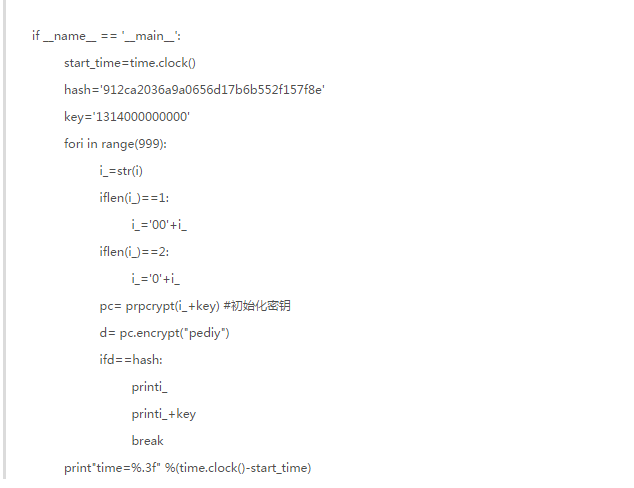 if __name__ == '__main__':
start_time=time.clock()
hash='912ca2036a9a0656d17b6b552f157f8e'
key='1314000000000'
fori in range(999):
i_=str(i)
iflen(i_)==1:
i_='00'+i_
iflen(i_)==2:
i_='0'+i_
pc= prpcrypt(i_+key) #初始化密钥
d= pc.encrypt("pediy")
ifd==hash:
printi_
printi_+key
break
print"time=%.3f" %(time.clock()-start_time)